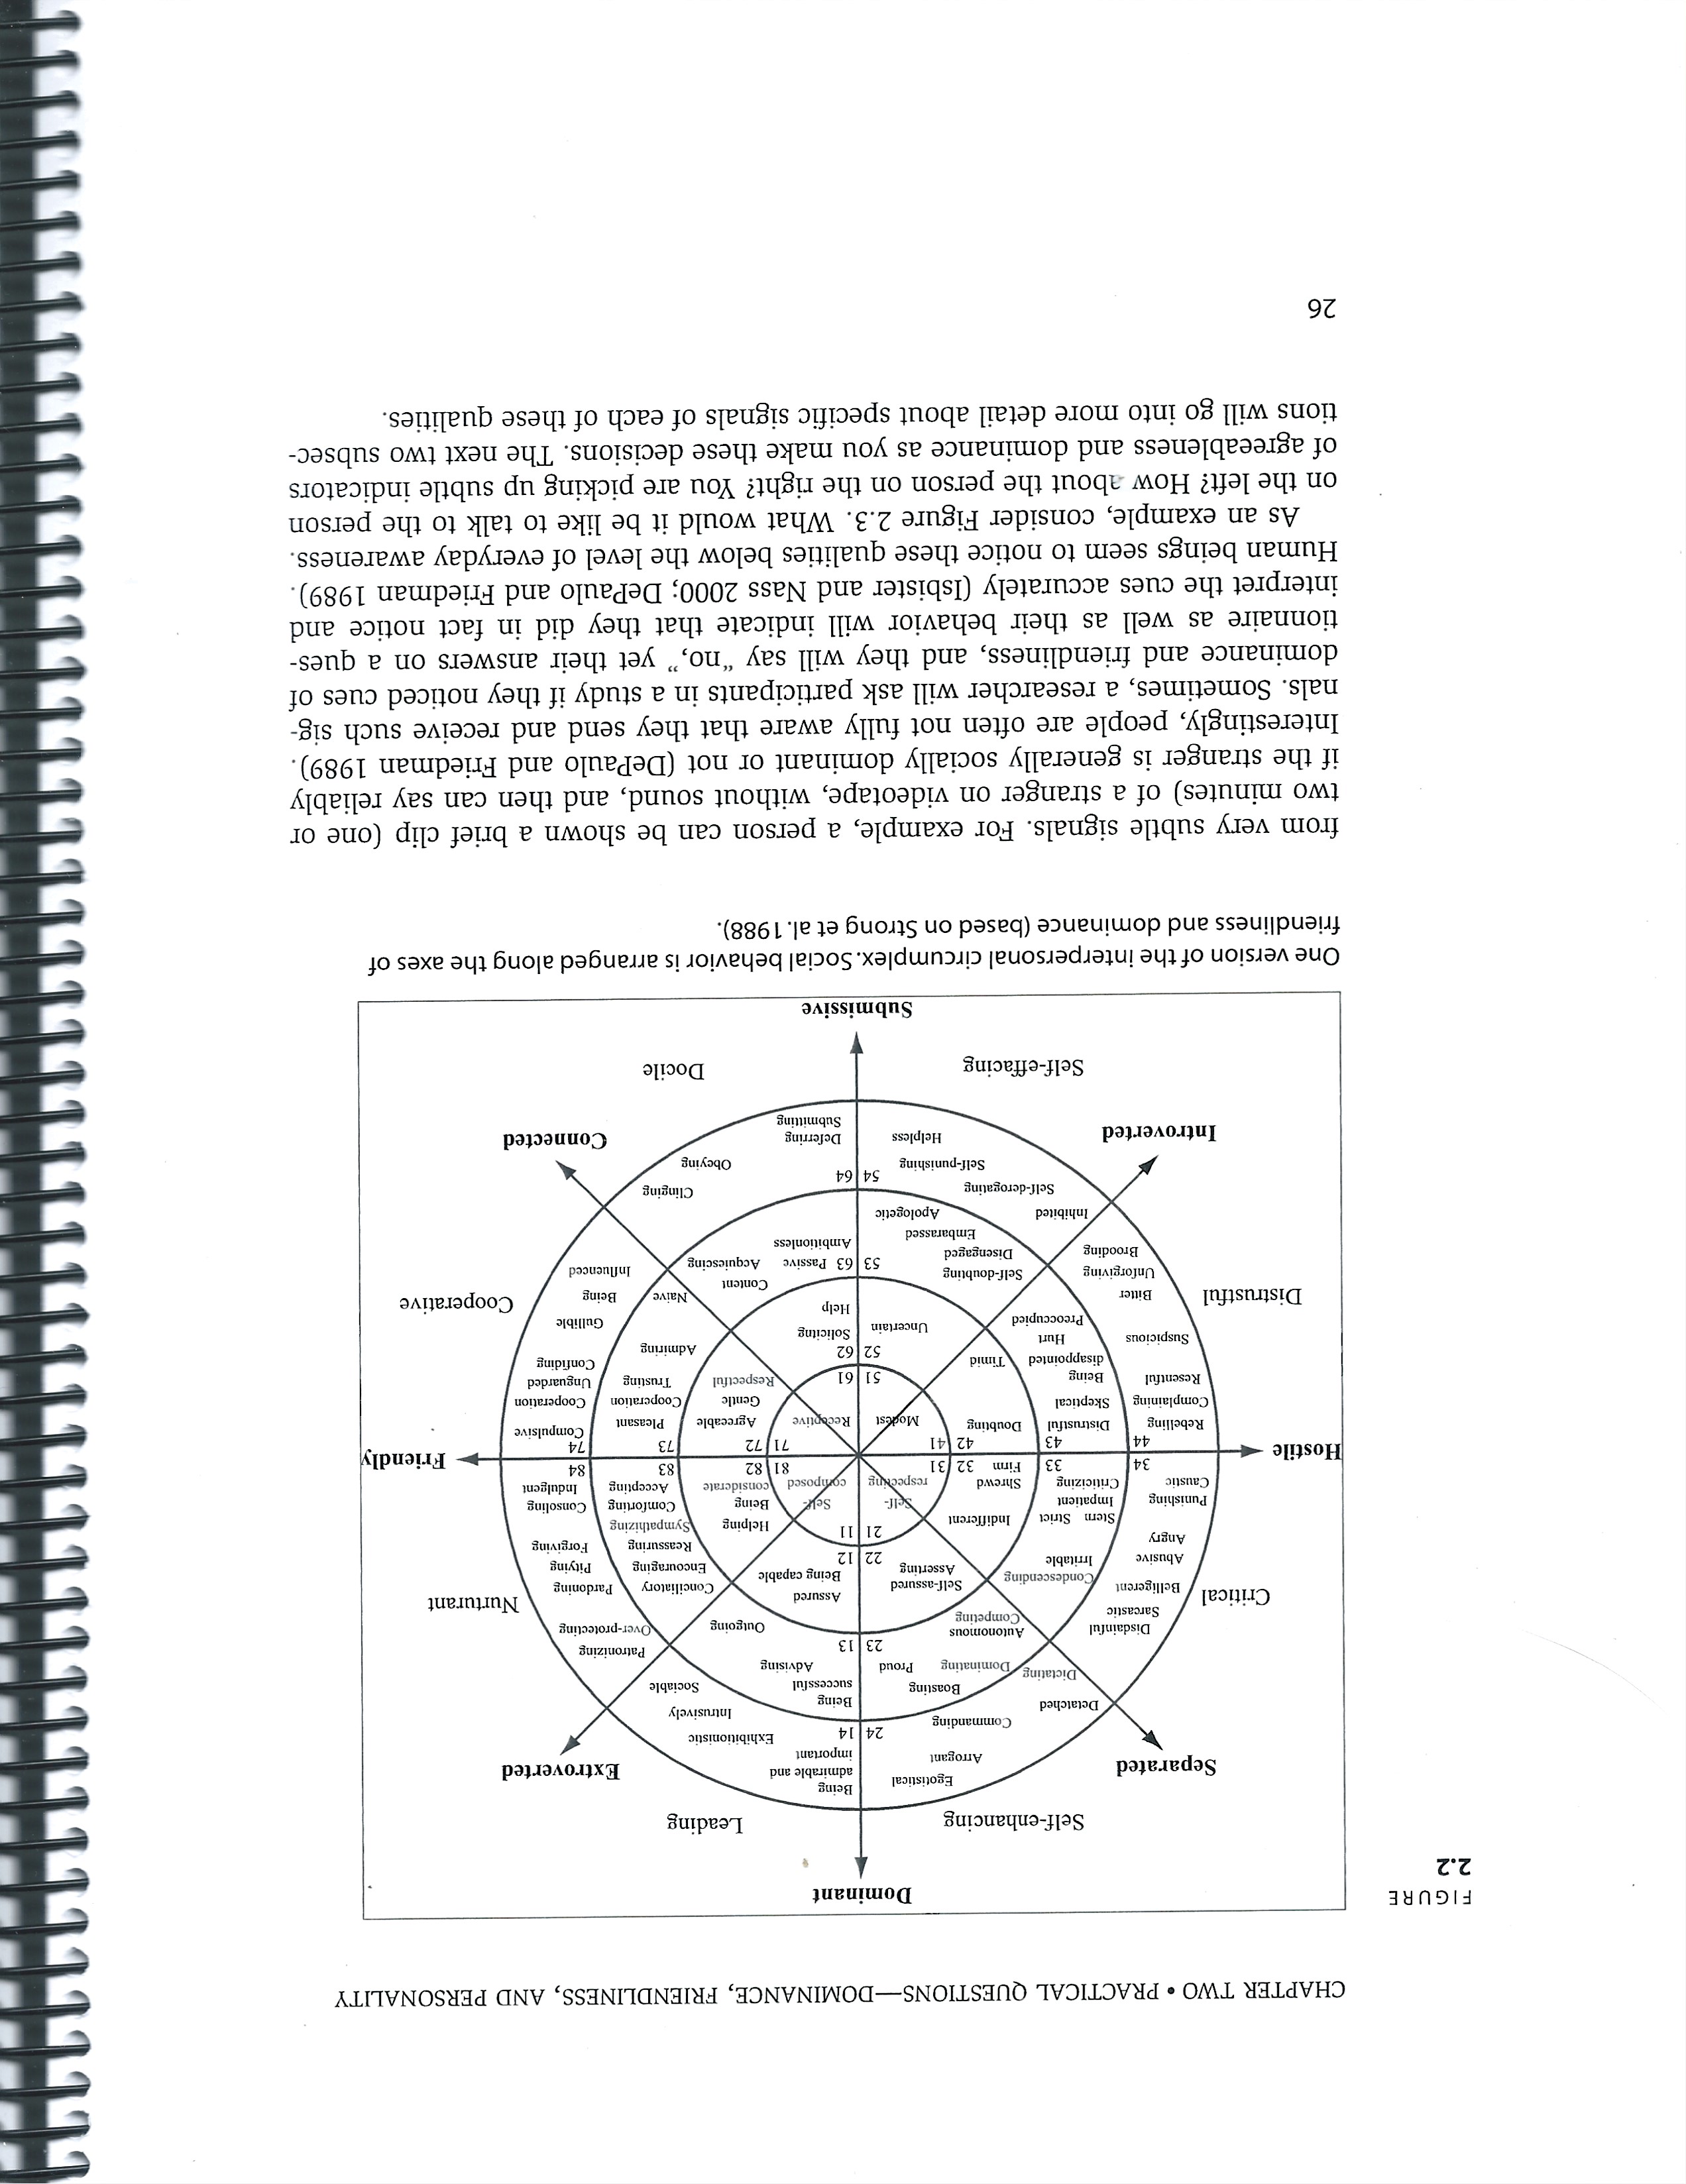 CHAPTER TWO • PRACTICAL QUESTIONS—DOMINANCE, FRIENDLINESS, AND PERSONALITY
FIGURE
2.2
Dominant
Self-enhancing
Leading
Separated
Extroverted
Egotistical
Arrogant
Commanding
Detatched
Being
admirable and
important
Exhibitionistic
Intrusively
Sociable
24
14
Boasting
Proud
Dominating
Dictating
Autonomous
Competing
Being
successful
Advising
Outgoing
23
13
Self-assured
Asserting
Assured
Being capable
22
12
21
11
Self-
respecting
Self-
composed
Critical
Nurturant
Disdainful
Sarcastic
Belligerent
Abusive
Angry
Punishing
Caustic
34
Condescending
Irritable
Stern Strict
Impatient
Criticizing
33
Indifferent
Shrewd
Firm
32
31
Patronizing
Over-protecting
Pardoning
Pitying
Forgiving
Consoling
Indulgent
84
Conciliatory
Encouraging
Reassuring
Sympathizing
Comforting
Accepting
83
Helping
Being
considerate
82
81
Hostile
Friendly
44
43
42
41
71
72
73
74
Rebelling
Complaining
Resentful
Suspicious
Bitter
Unforgiving
Brooding
Distrustful
Skeptical
Being
disappointed
Hurt
Preoccupied
Doubting
Timid
Modest
Receptive
Agreeable
Gentle
Respectful
Pleasant
Cooperation
Trusting
Admiring
Naive
Compulsive
Cooperation
Unguarded
Confiding
Gullible
Being
Influenced
Distrustful
Cooperative
51
61
52
62
Uncertain
Soliciting
Help
53
63
Self-doubting
Disengaged
Embarassed
Apologetic
Passive
Acquiescing
Content
Ambitionless
54
64
Inhibited
Self-derogating
Self-punishing
Helpless
Clinging
Obeying
Deferring
Submitting
Introverted
Connected
Self-effacing
Docile
Submissive
One version of the interpersonal circumplex. Social behavior is arranged along the axes of
friendliness and dominance (based on Strong et al. 1988).
from very subtle signals. For example, a person can be shown a brief clip (one or
two minutes) of a stranger on videotape, without sound, and then can say reliably
if the stranger is generally socially dominant or not (DePaulo and Friedman 1989).
Interestingly, people are often not fully aware that they send and receive such sig-
nals. Sometimes, a researcher will ask participants in a study if they noticed cues of
dominance and friendliness, and they will say “no,” yet their answers on a ques-
tionnaire as well as their behavior will indicate that they did in fact notice and
interpret the cues accurately (Isbister and Nass 2000; DePaulo and Friedman 1989).
Human beings seem to notice these qualities below the level of everyday awareness.
As an example, consider Figure 2.3. What would it be like to talk to the person
on the left? How about the person on the right? You are picking up subtle indicators
of agreeableness and dominance as you make these decisions. The next two subsec-
tions will go into more detail about specific signals of each of these qualities.
26